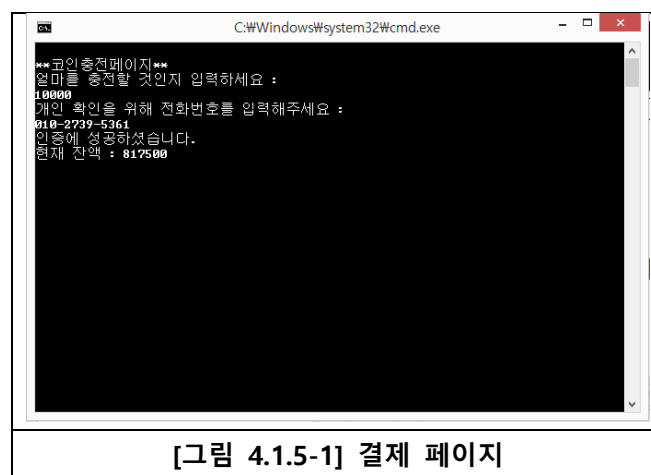 C:₩Windows₩system32₩cmd.exe
**코인충전페이지**
얼마를 충전할 것인지 입력하세요 :
10000
개인 확인을 위해 전화번호를 입력해주세요 :
010-2739-5361
인증에 성공하셨습니다.
현재 잔액 : 817500
[그림 4.1.5-1] 결제 페이지